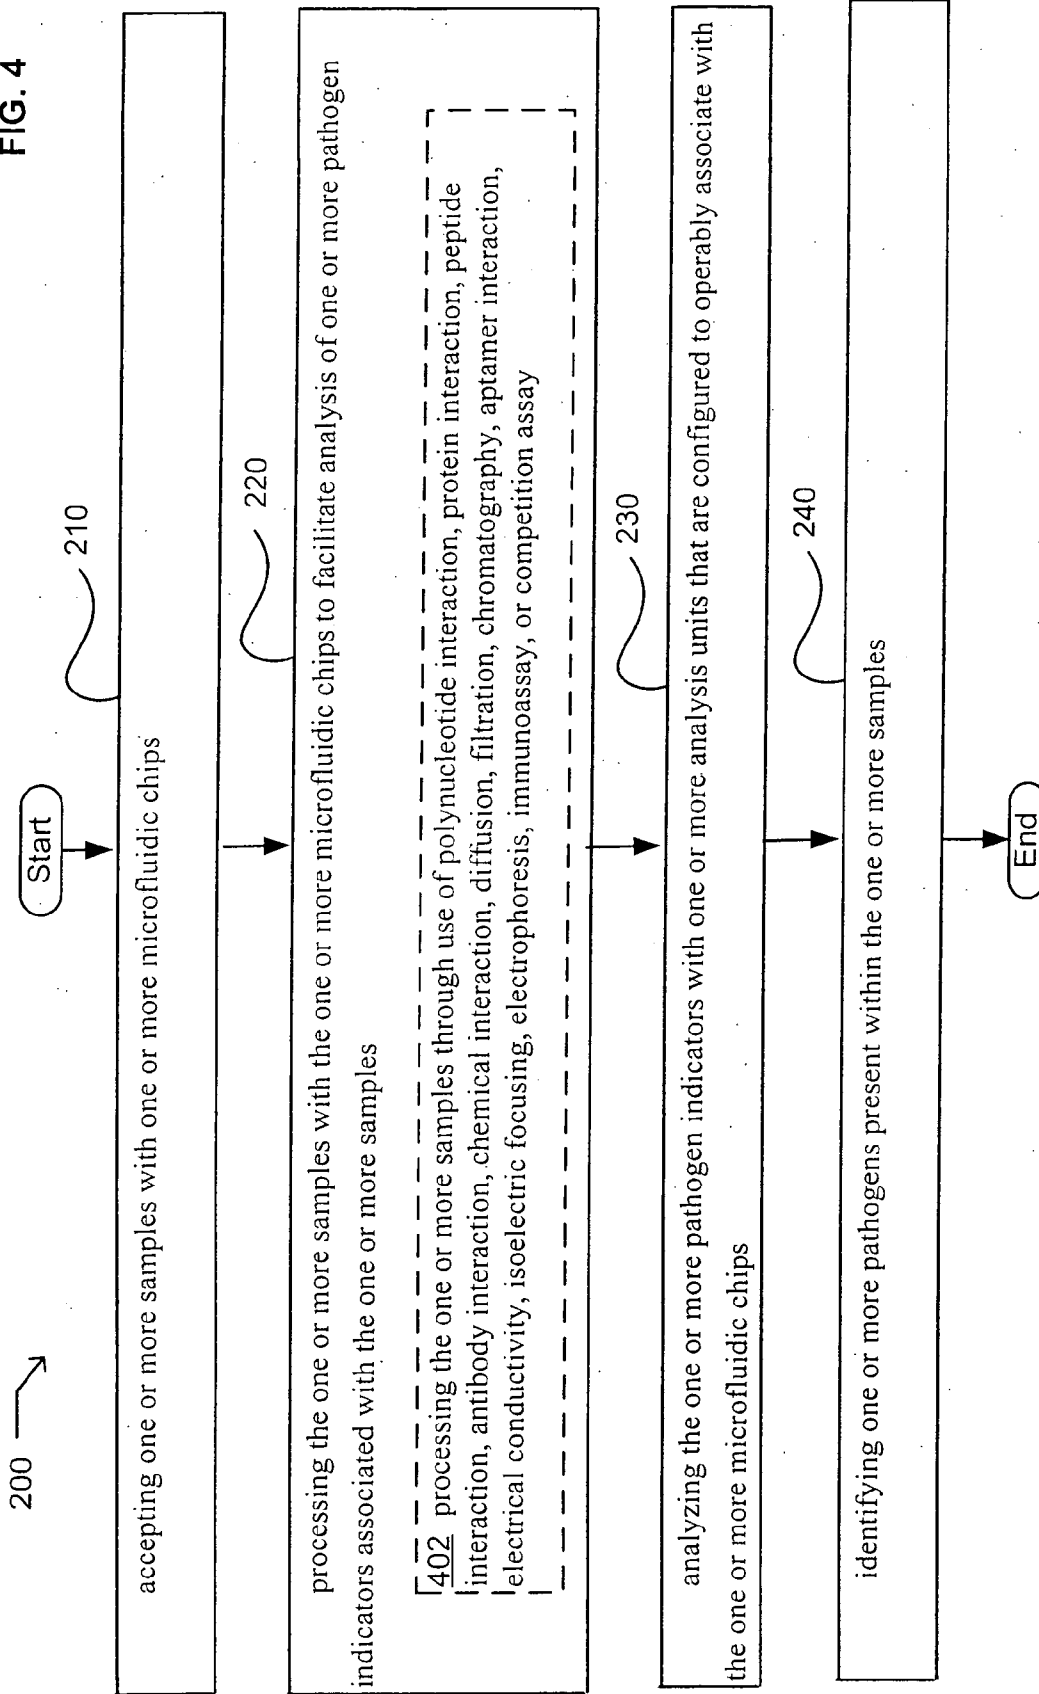 FIG. 4
200
Start
210
accepting one or more samples with one or more microfluidic chips
220
processing the one or more samples with the one or more microfluidic chips to facilitate analysis of one or more pathogen
indicators associated with the one or more samples
402 processing the one or more samples through use of polynucleotide interaction, protein interaction, peptide
interaction, antibody interaction, chemical interaction, diffusion, filtration, chromatography, aptamer interaction,
electrical conductivity, isoelectric focusing, electrophoresis, immunoassay, or competition assay
230
analyzing the one or more pathogen indicators with one or more analysis units that are configured to operably associate with
the one or more microfluidic chips
240
identifying one or more pathogens present within the one or more samples
End